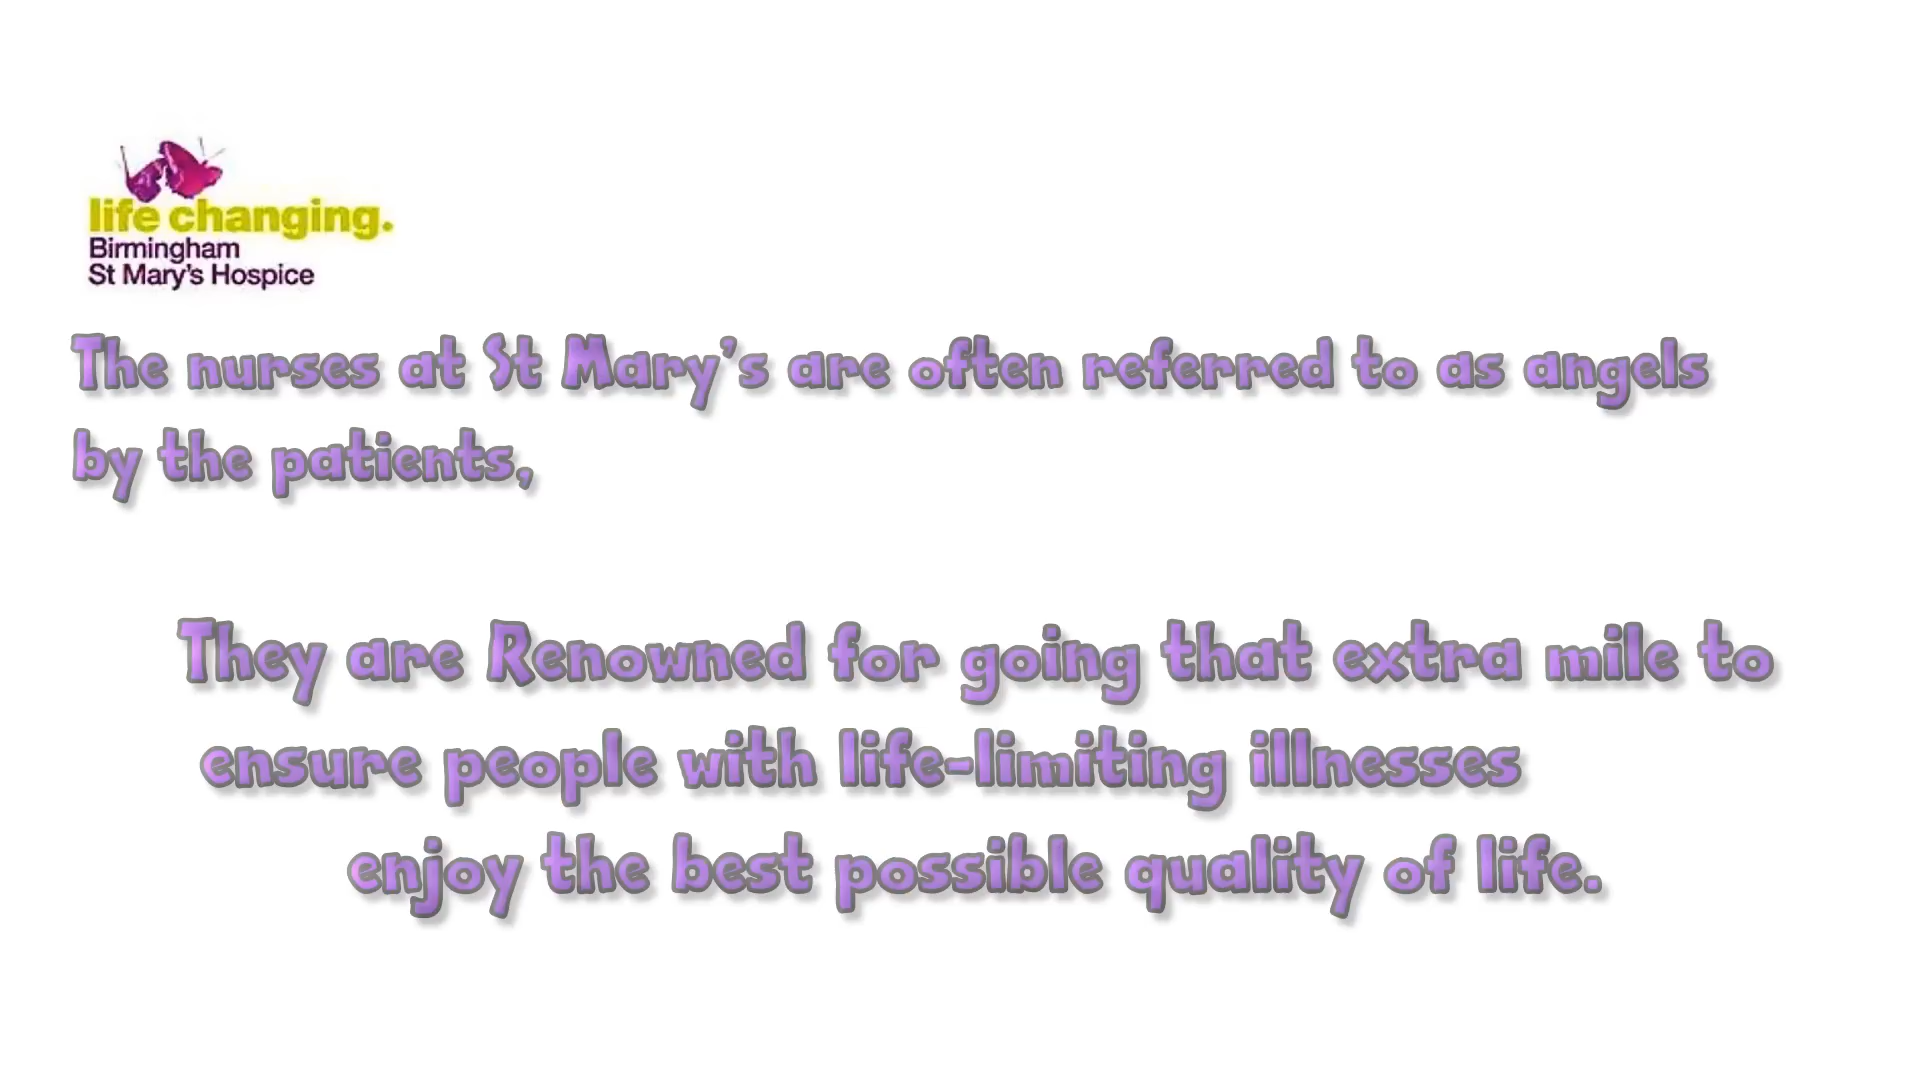 life changing.
Birmingham
St Mary's Hospice
The nurses at St Mary's are often referred to as angels
by the patients,
They are Renowned for going that extra mile to
ensure people with life-limiting illnesses
enjoy the best possible quality of life.